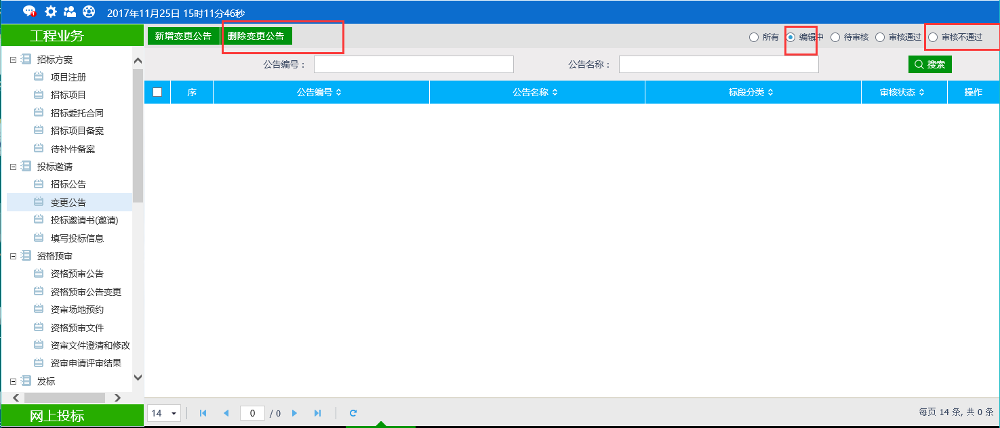 2017年11月25日 15时11分46秒
工程业务
招标方案
项目注册
招标项目
招标委托合同
招标项目备案
待补件备案
投标邀请
招标公告
变更公告
投标邀请书(邀请)
填写投标信息
资格预审
资格预审公告
资格预审公告变更
资审场地预约
资格预审文件
资审文件澄清和修改
资审申请评审结果
发标
网上投标
新增变更公告 删除变更公告 所有 编辑中 待审核 审核通过 审核不通过
公告编号： 公告名称： 搜索
序 公告编号 公告名称 标段分类 审核状态 操作
14 0 / 0 每页 14 条, 共 0 条